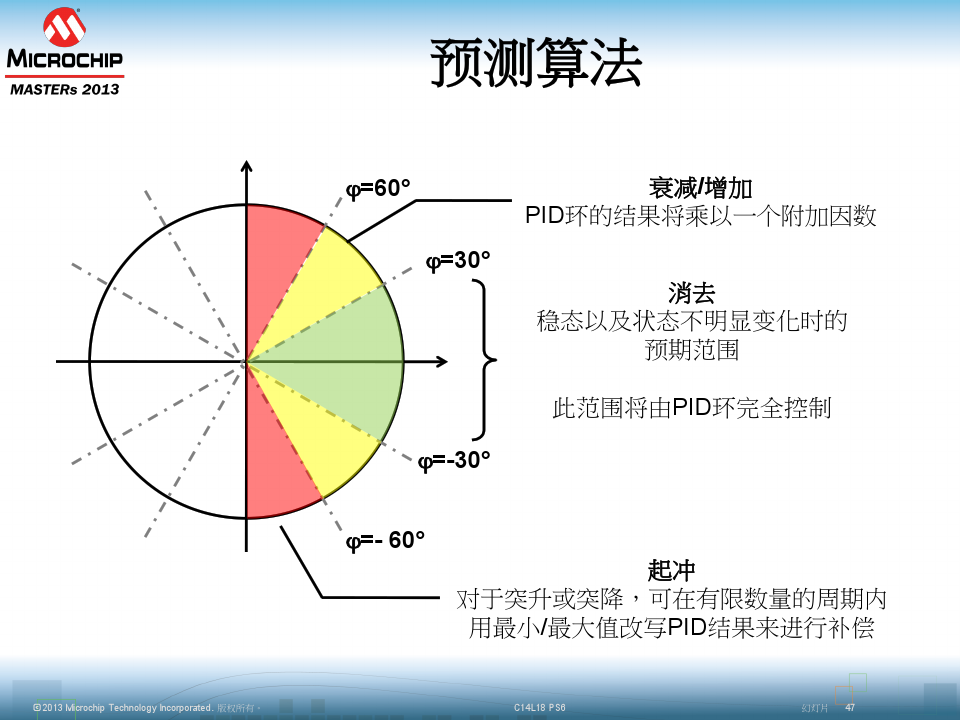 MICROCHIP
MASTERs 2013
预测算法
φ=60°
衰减/增加
PID环的结果将乘以一个附加因数
φ=30°
消去
稳态以及状态不明显变化时的
预期范围
此范围将由PID环完全控制
φ=-30°
φ=- 60°
起冲
对于突升或突降，可在有限数量的周期内
用最小/最大值改写PID结果来进行补偿
©2013 Microchip Technology Incorporated. 版权所有。
C14L18 PS6
幻灯片 47